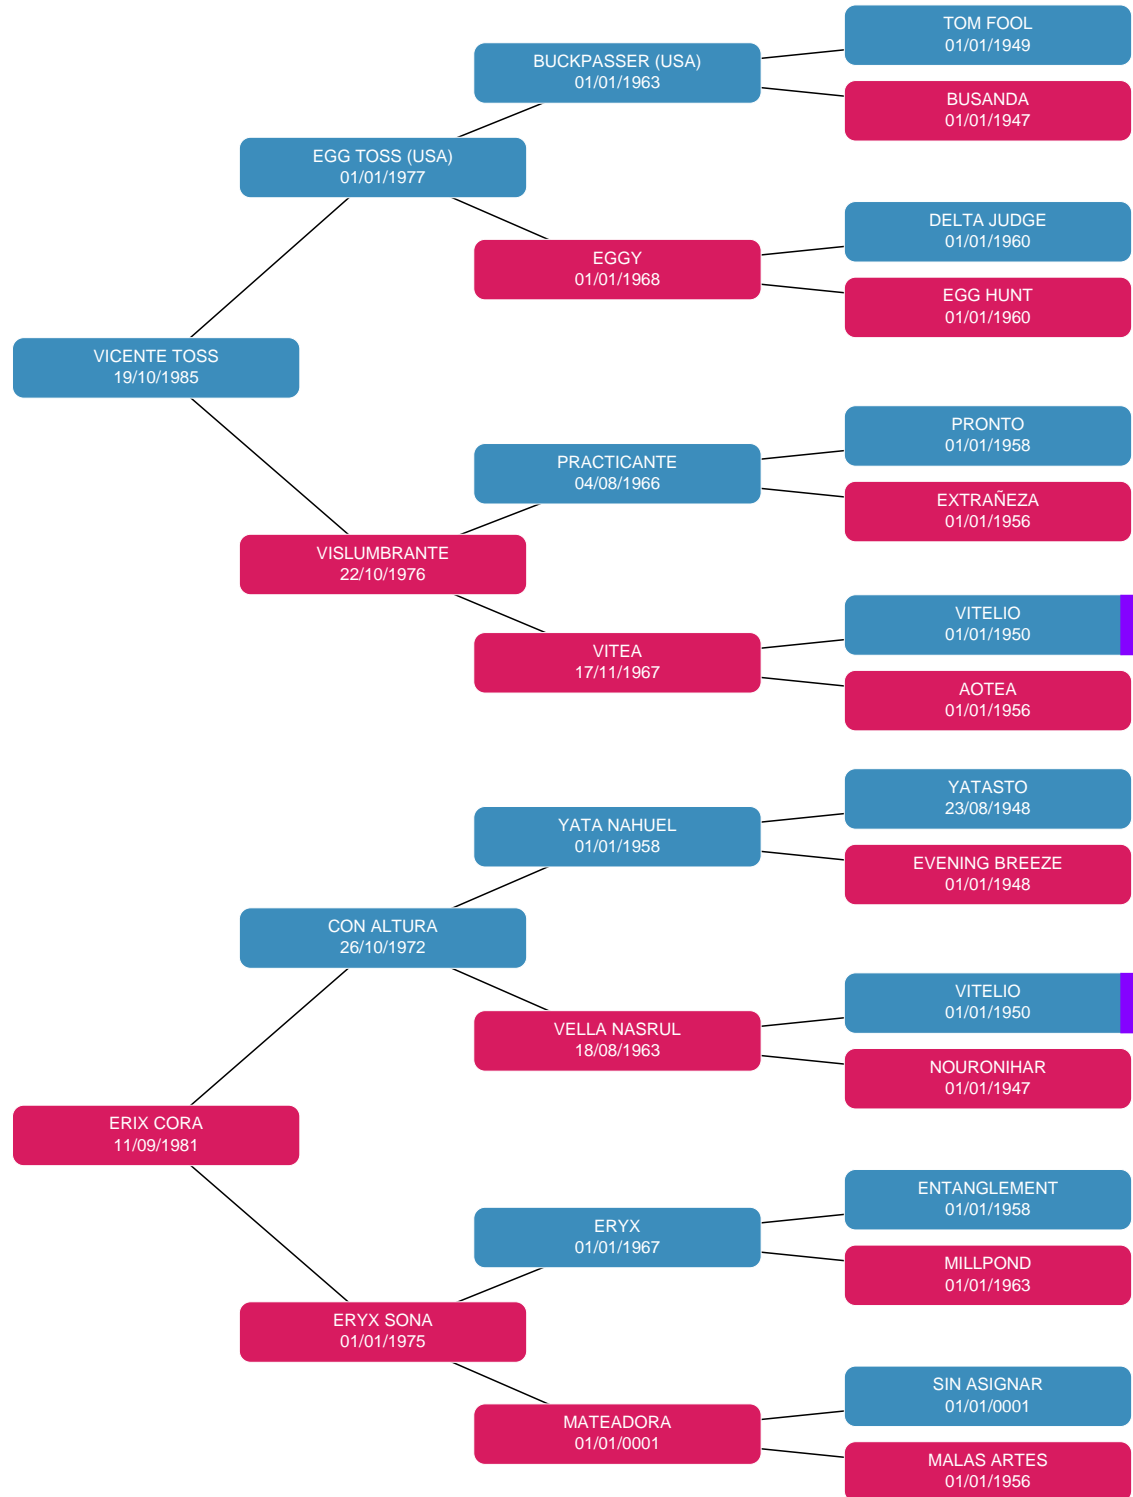 TOM FOOL
01/01/1949
BUCKPASSER (USA)
01/01/1963
BUSANDA
01/01/1947
EGG TOSS (USA)
01/01/1977
DELTA JUDGE
01/01/1960
EGGY
01/01/1968
EGG HUNT
01/01/1960
VICENTE TOSS
19/10/1985
PRONTO
01/01/1958
PRACTICANTE
04/08/1966
EXTRAÑEZA
01/01/1956
VISLUMBRANTE
22/10/1976
VITELIO
01/01/1950
VITEA
17/11/1967
AOTEA
01/01/1956
YATASTO
23/08/1948
YATA NAHUEL
01/01/1958
EVENING BREEZE
01/01/1948
CON ALTURA
26/10/1972
VITELIO
01/01/1950
VELLA NASRUL
18/08/1963
NOURONIHAR
01/01/1947
ERIX CORA
11/09/1981
ENTANGLEMENT
01/01/1958
ERYX
01/01/1967
MILLPOND
01/01/1963
ERYX SONA
01/01/1975
SIN ASIGNAR
01/01/0001
MATEADORA
01/01/0001
MALAS ARTES
01/01/1956